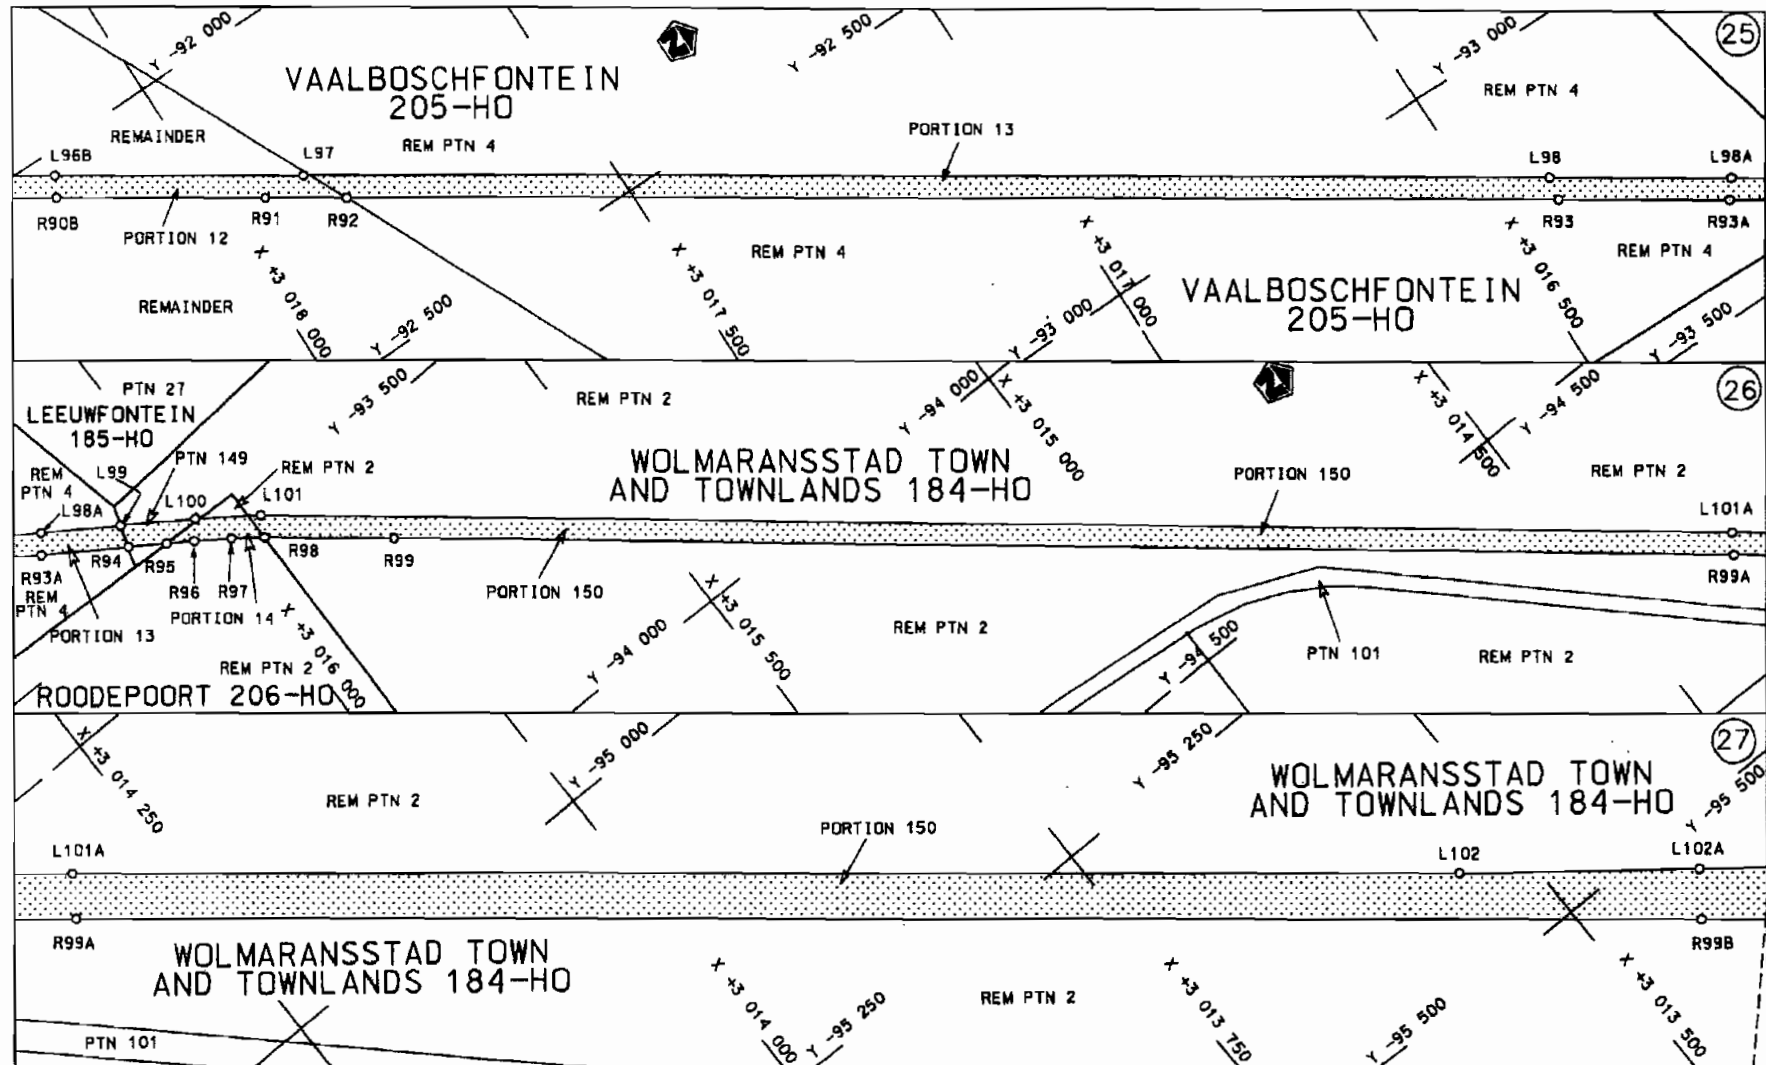 Y -92 000
Y -92 500
Y -93 000
25
VAALBOSCHFONTEIN
205-HO
REM PTN 4
REMAINDER
REM PTN 4
PORTION 13
L96B
L97
L98
L98A
R90B
R91
R92
R93
R93A
PORTION 12
REM PTN 4
REM PTN 4
REMAINDER
X +3 018 000
Y -92 500
X +3 017 500
Y -93 000
X +3 017 000
VAALBOSCHFONTEIN
205-HO
X +3 016 500
Y -93 500
PTN 27
LEEUWFONTEIN
185-HO
Y -93 500
REM PTN 2
Y -94 000
X +3 015 000
X +3 014 500
Y -94 500
26
REM
PTN 4
L99
PTN 149
REM PTN 2
WOLMARANSSTAD TOWN
AND TOWNLANDS 184-HO
PORTION 150
REM PTN 2
L98A
L100
L101
L101A
R93A
R94
R95
R96
R97
R98
R99
R99A
REM
PTN 4
PORTION 13
PORTION 14
PORTION 150
X +3 016 000
Y -94 000
X +3 015 500
REM PTN 2
Y -94 500
PTN 101
REM PTN 2
REM PTN 2
ROODEPOORT 206-HO
X +3 014 250
Y -95 000
Y -95 250
27
REM PTN 2
WOLMARANSSTAD TOWN
AND TOWNLANDS 184-HO
Y -95 500
PORTION 150
L101A
L102
L102A
R99A
R99B
WOLMARANSSTAD TOWN
AND TOWNLANDS 184-HO
X +3 014 000
Y -95 250
REM PTN 2
X +3 013 750
Y -95 500
X +3 013 500
PTN 101